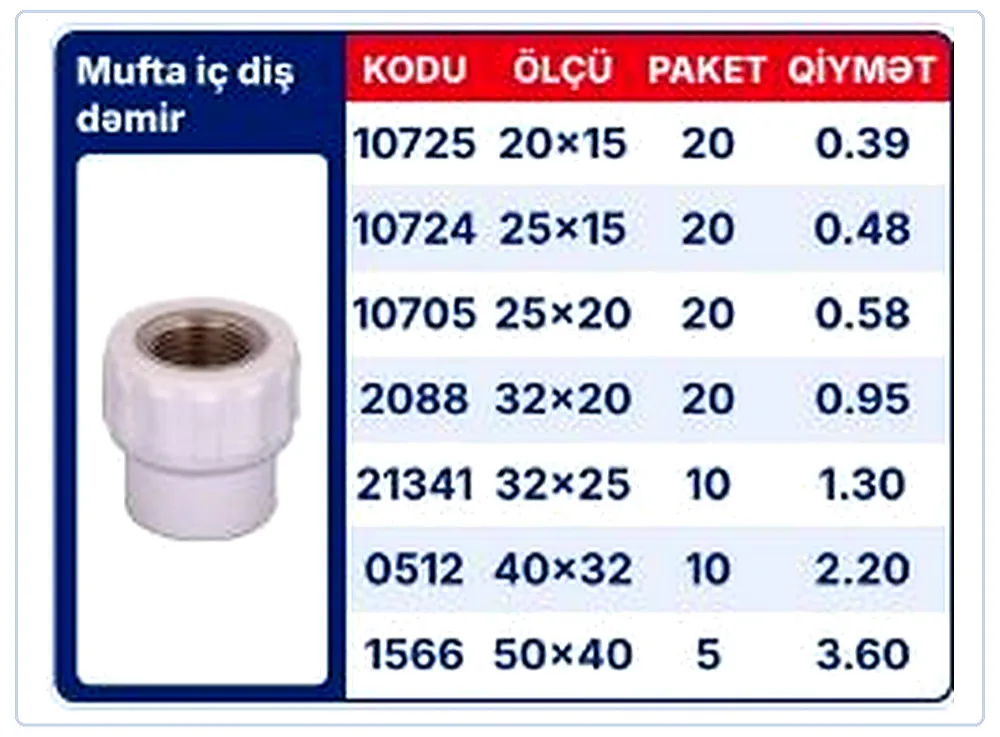 Mufta iç diş
dəmir
KODU ÖLÇÜ PAKET QİYMƏT
10725 20×15 20 0.39
10724 25×15 20 0.48
10705 25×20 20 0.58
2088 32×20 20 0.95
21341 32×25 10 1.30
0512 40×32 10 2.20
1566 50×40 5 3.60